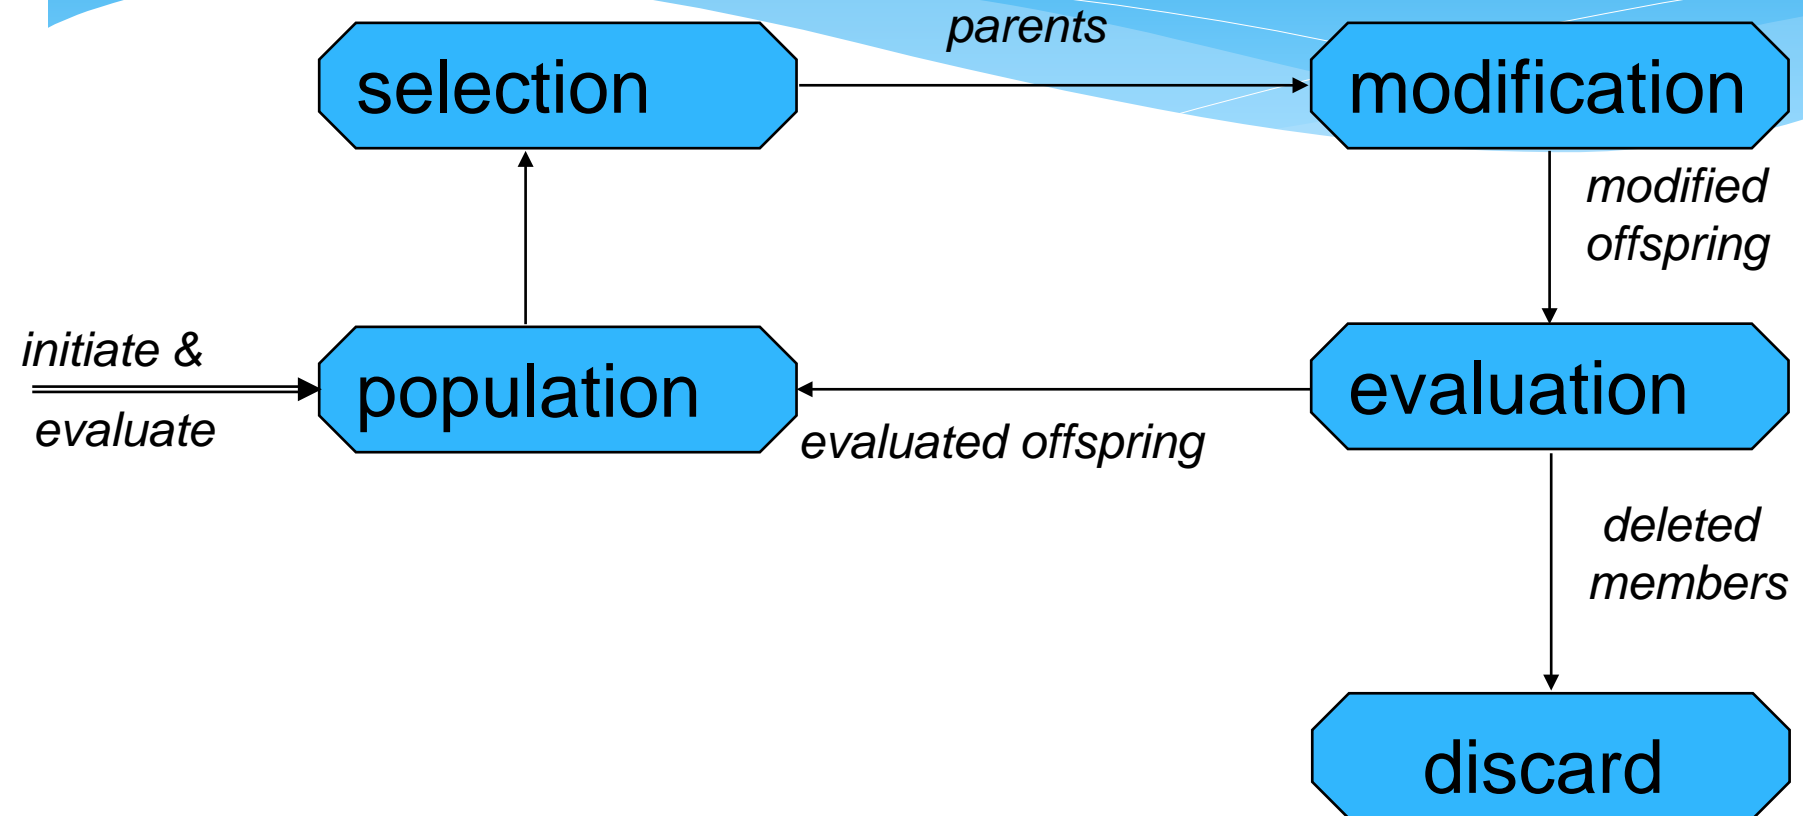 parents
selection
modification
modified
offspring
initiate &
evaluate
population
evaluated offspring
evaluation
deleted
members
discard